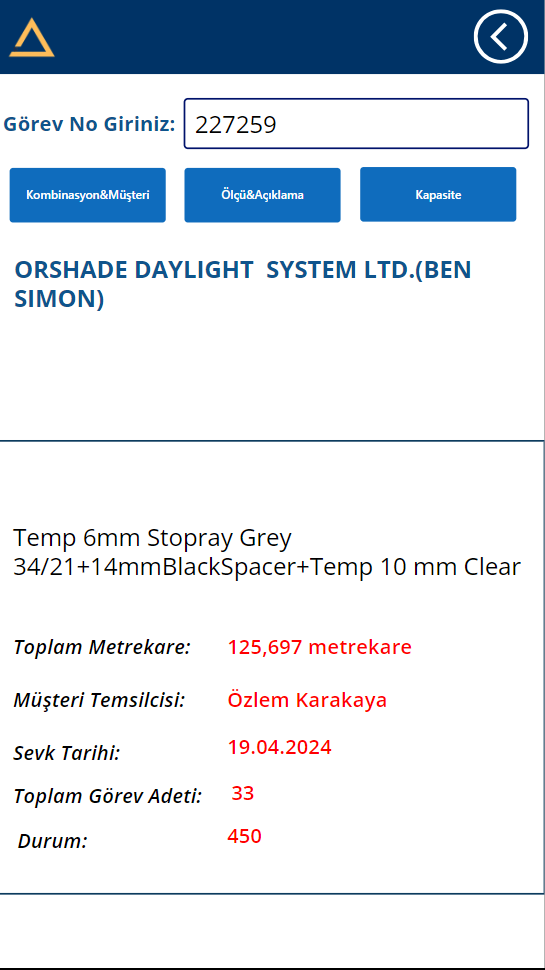 Görev No Giriniz: 227259
Kombinasyon&Müşteri Ölçü&Açıklama Kapasite
ORSHADE DAYLIGHT  SYSTEM LTD.(BEN
SIMON)
Temp 6mm Stopray Grey
34/21+14mmBlackSpacer+Temp 10 mm Clear
Toplam Metrekare: 125,697 metrekare
Müşteri Temsilcisi: Özlem Karakaya
Sevk Tarihi: 19.04.2024
Toplam Görev Adeti: 33
Durum: 450